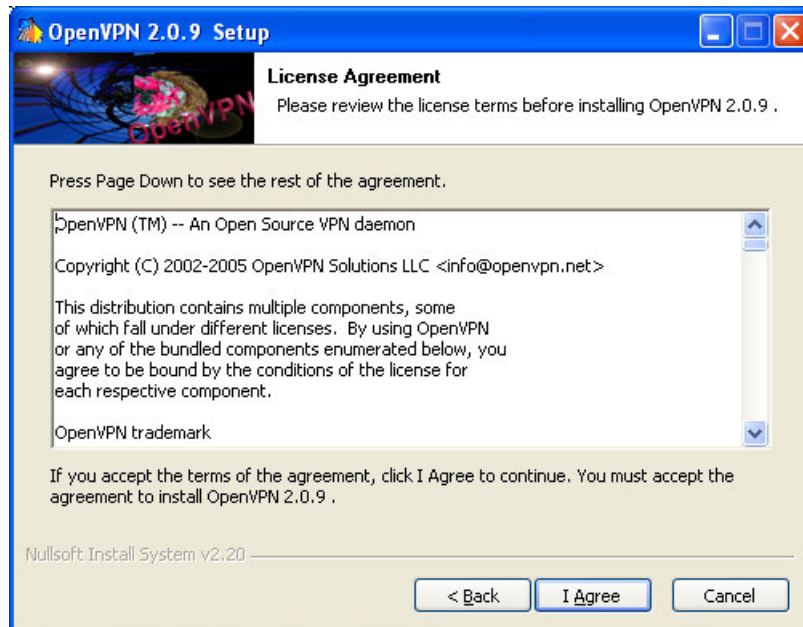 OpenVPN 2.0.9 Setup
OpenVPN
License Agreement
Please review the license terms before installing OpenVPN 2.0.9 .
Press Page Down to see the rest of the agreement.
OpenVPN (TM) -- An Open Source VPN daemon
Copyright (C) 2002-2005 OpenVPN Solutions LLC <info@openvpn.net>
This distribution contains multiple components, some
of which fall under different licenses. By using OpenVPN
or any of the bundled components enumerated below, you
agree to be bound by the conditions of the license for
each respective component.
OpenVPN trademark
If you accept the terms of the agreement, click I Agree to continue. You must accept the
agreement to install OpenVPN 2.0.9 .
Nullsoft Install System v2.20
< Back
I Agree
Cancel